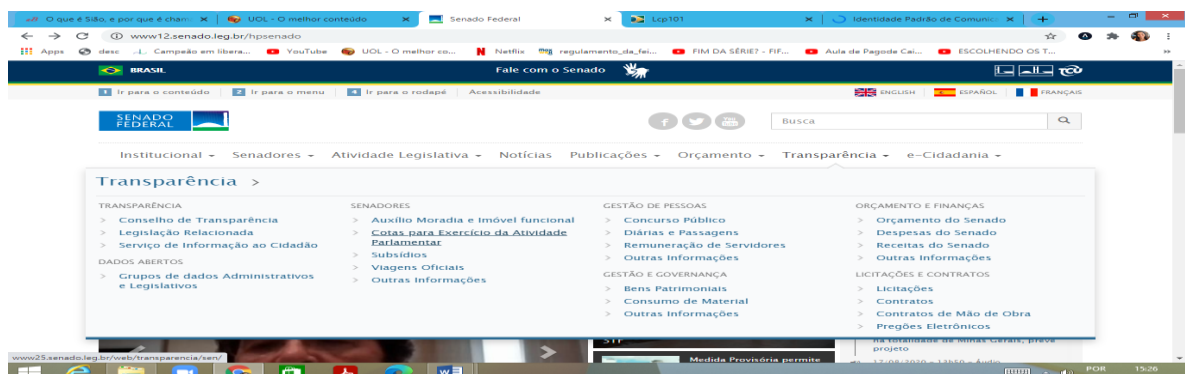 O que é Sião, e por que é cham
UOL - O melhor conteúdo
Senado Federal
Lcp101
Identidade Padrão de Comunic
www12.senado.leg.br/hpsenado
Apps
desc
Campeão em libera...
YouTube
UOL - O melhor co...
Netflix
regulamento_da_fei...
FIM DA SÉRIE? - FIF...
Aula de Pagode Cai...
ESCOLHENDO OS T...
BRASIL
Fale com o Senado
1 Ir para o conteúdo
2 Ir para o menu
4 Ir para o rodapé
Acessibilidade
ENGLISH
ESPAÑOL
FRANÇAIS
SENADO
FEDERAL
Busca
Institucional
Senadores
Atividade Legislativa
Notícias
Publicações
Orçamento
Transparência
e-Cidadania
Transparência >
TRANSPARÊNCIA
> Conselho de Transparência
> Legislação Relacionada
> Serviço de Informação ao Cidadão
DADOS ABERTOS
> Grupos de dados Administrativos
e Legislativos
SENADORES
> Auxílio Moradia e Imóvel funcional
> Cotas para Exercício da Atividade
Parlamentar
> Subsídios
> Viagens Oficiais
> Outras Informações
GESTÃO DE PESSOAS
> Concurso Público
> Diárias e Passagens
> Remuneração de Servidores
> Outras Informações
GESTÃO E GOVERNANÇA
> Bens Patrimoniais
> Consumo de Material
> Outras Informações
ORÇAMENTO E FINANÇAS
> Orçamento do Senado
> Despesas do Senado
> Receitas do Senado
> Outras Informações
LICITAÇÕES E CONTRATOS
> Licitações
> Contratos
> Contratos de Mão de Obra
> Pregões Eletrônicos
STF
Medida Provisória permite
na totalidade de Minas Gerais, prevê
projeto
17/08/2020 - 13h50 - Áudio
www25.senado.leg.br/web/transparencia/sen/
POR
15:26